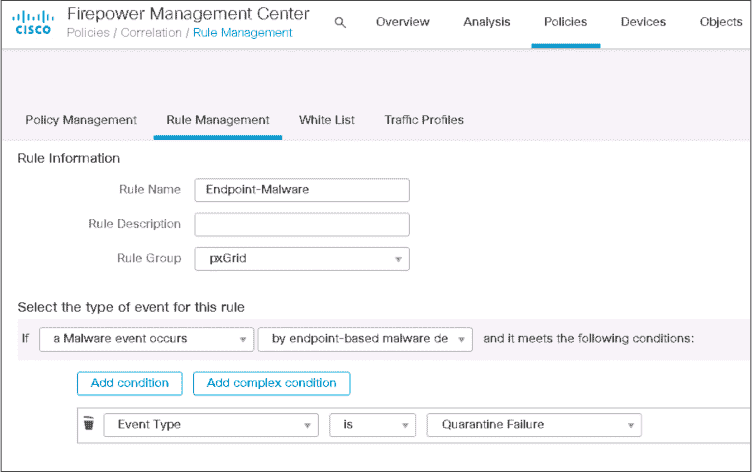 Firepower Management Center
CISCO
Policies / Correlation / Rule Management
Overview
Analysis
Policies
Devices
Objects
Policy Management
Rule Management
White List
Traffic Profiles
Rule Information
Rule Name
Endpoint-Malware
Rule Description
Rule Group
pxGrid
Select the type of event for this rule
If
a Malware event occurs
by endpoint-based malware de
and it meets the following conditions:
Add condition
Add complex condition
Event Type
is
Quarantine Failure